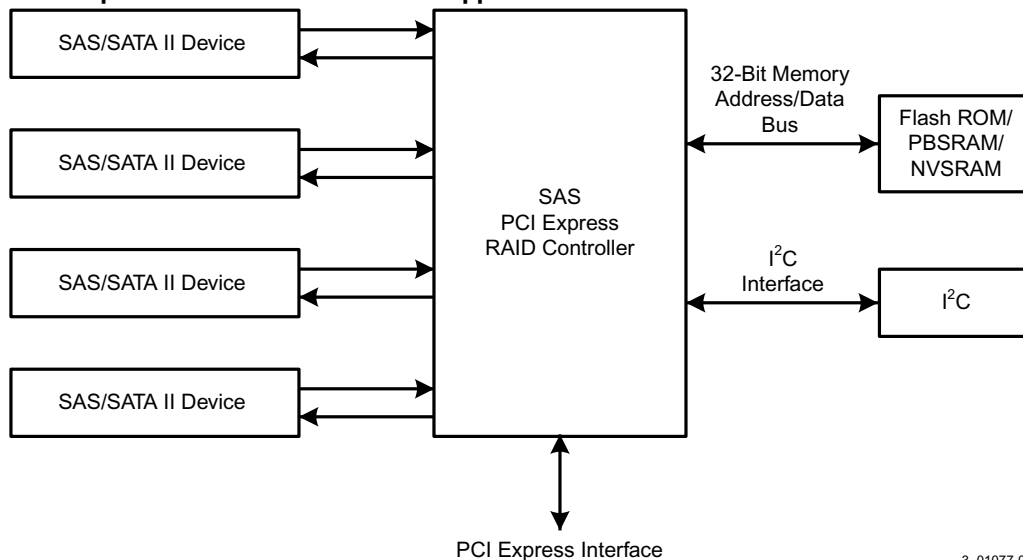 SAS/SATA II Device
SAS/SATA II Device
SAS/SATA II Device
SAS/SATA II Device
SAS
PCI Express
RAID Controller
32-Bit Memory
Address/Data
Bus
Flash ROM/
PBSRAM/
NVSRAM
I²C
Interface
I²C
PCI Express Interface